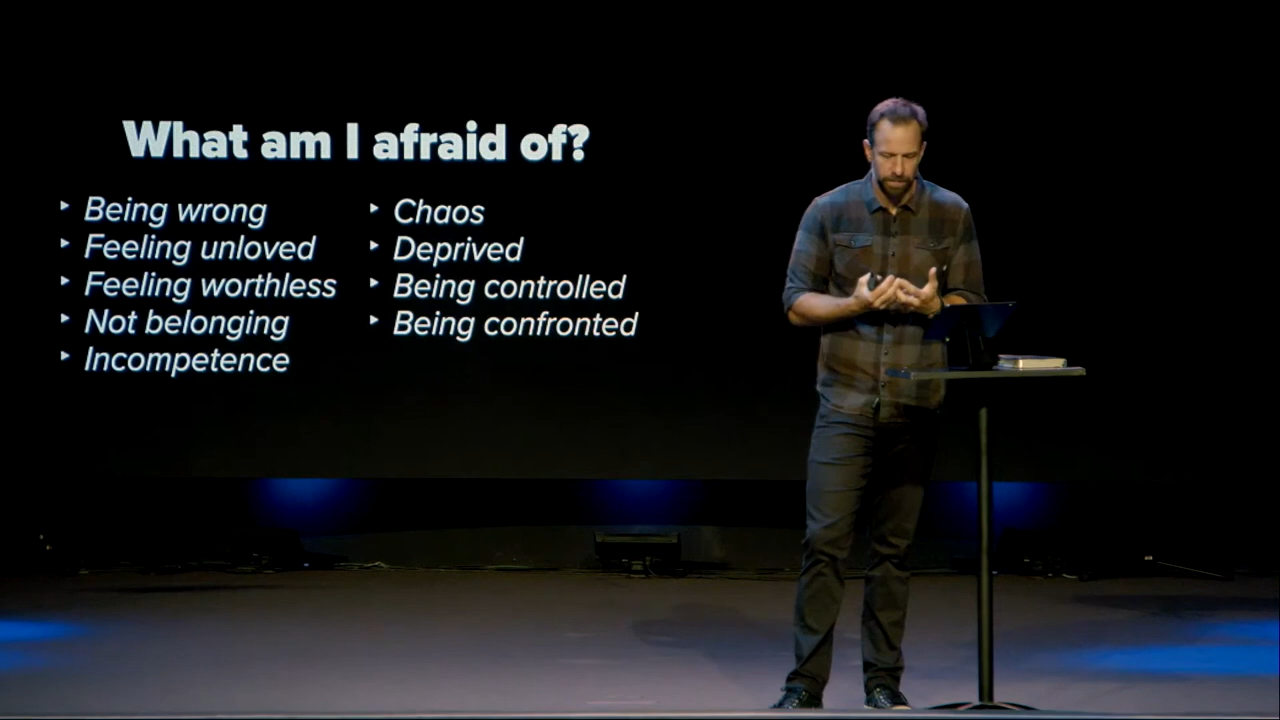 What am I afraid of?
‣ Being wrong
‣ Feeling unloved
‣ Feeling worthless
‣ Not belonging
‣ Incompetence
‣ Chaos
‣ Deprived
‣ Being controlled
‣ Being confronted